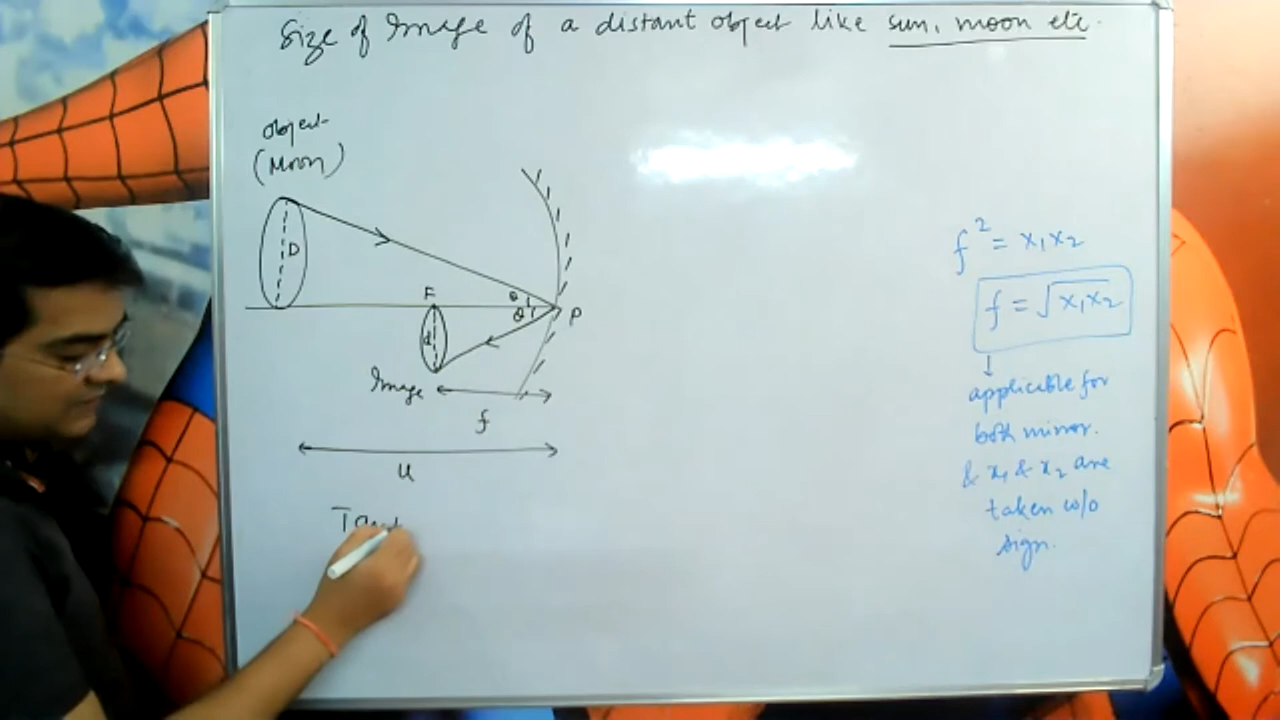 Size of Image of a distant object like sun, moon etc.
object
(Moon)
D
F
θ
θ
P
d
Image
f
u
Tan
f² = x₁x₂
f = √x₁x₂
applicable for
both mirror.
& x₁ & x₂ are
taken w/o
sign.